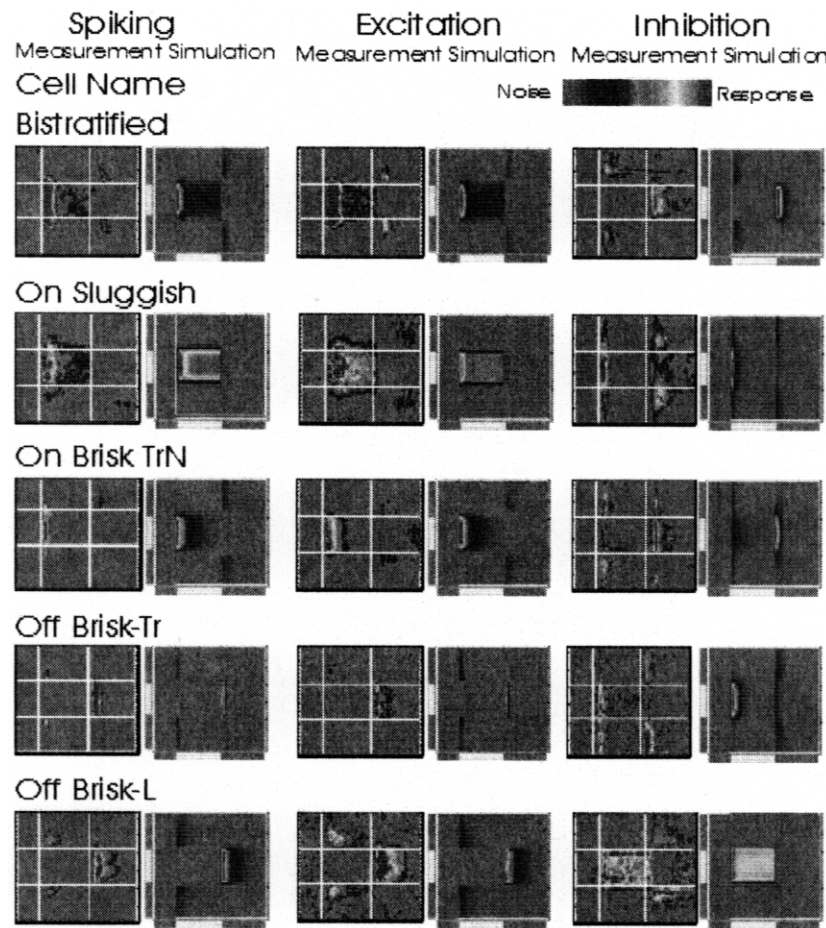 Spiking Excitation Inhibition
Measurement Simulation Measurement Simulation Measurement Simulation
Cell Name Noise Response
Bistratified
On Sluggish
On Brisk TrN
Off Brisk-Tr
Off Brisk-L